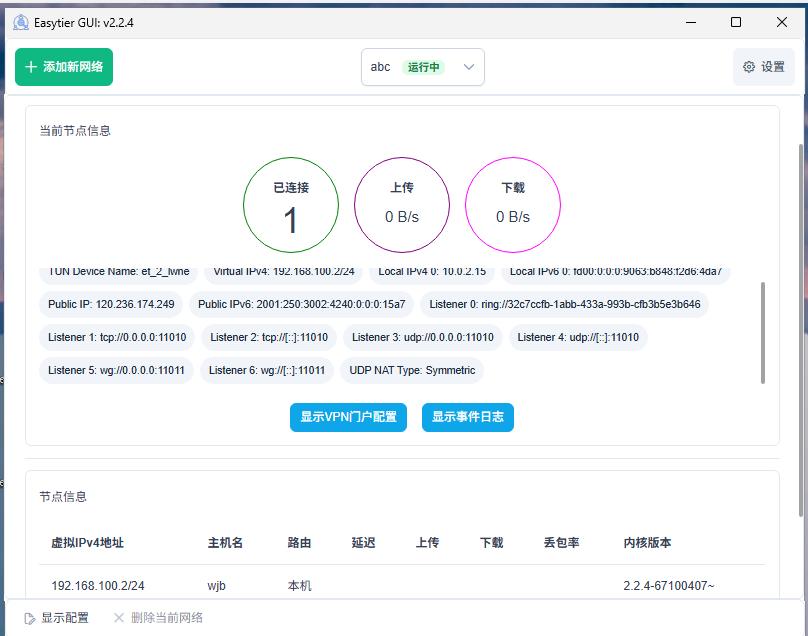 Easytier GUI: v2.2.4
添加新网络
abc 运行中
设置
当前节点信息
已连接 上传 下载
1 0 B/s 0 B/s
TUN Device Name: et_2_lwne Virtual IPv4: 192.168.100.2/24 Local IPv4 0: 10.0.2.15 Local IPv6 0: fd00:0:0:0:9063:b848:f2d6:4da7
Public IP: 120.236.174.249 Public IPv6: 2001:250:3002:4240:0:0:0:15a7 Listener 0: ring://32c7ccfb-1abb-433a-993b-cfb3b5e3b646
Listener 1: tcp://0.0.0.0:11010 Listener 2: tcp://[::]:11010 Listener 3: udp://0.0.0.0:11010 Listener 4: udp://[::]:11010
Listener 5: wg://0.0.0.0:11011 Listener 6: wg://[::]:11011 UDP NAT Type: Symmetric
显示VPN门户配置 显示事件日志
节点信息
虚拟IPv4地址 主机名 路由 延迟 上传 下载 丢包率 内核版本
192.168.100.2/24 wjb 本机 2.2.4-67100407~
显示配置 删除当前网络